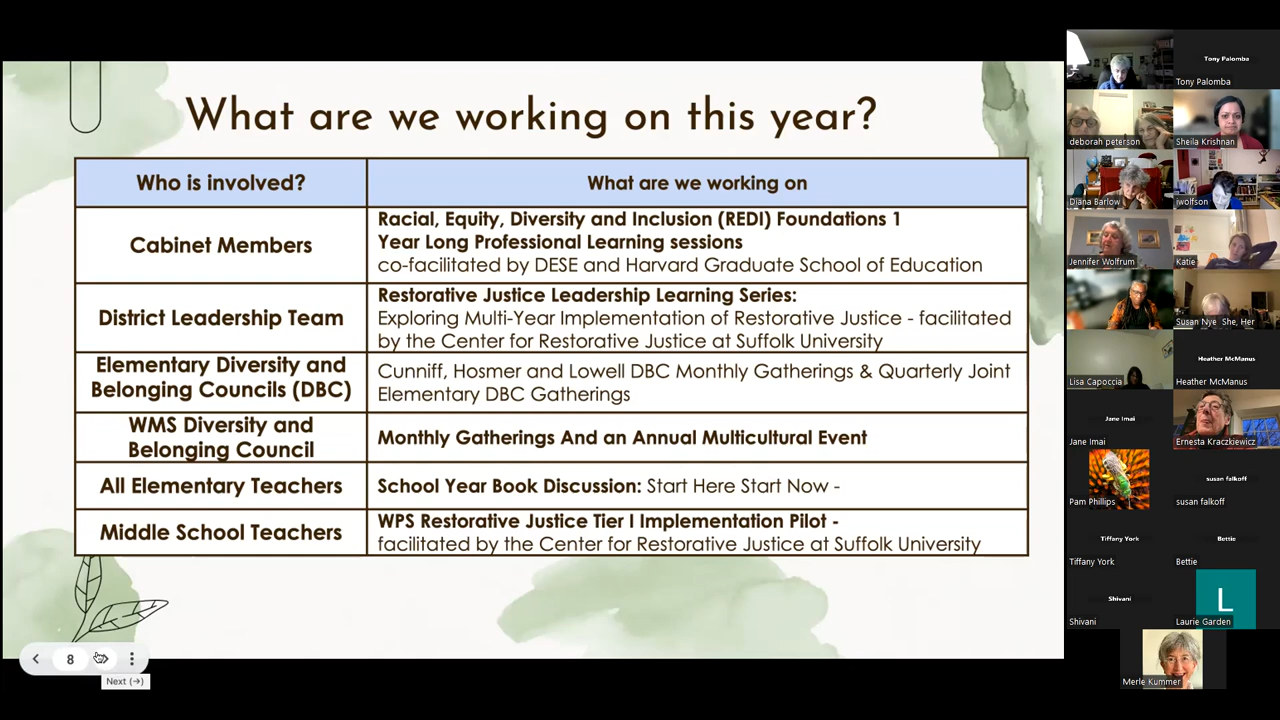 What are we working on this year?
Who is involved?
What are we working on
Cabinet Members
Racial, Equity, Diversity and Inclusion (REDI) Foundations 1
Year Long Professional Learning sessions
co-facilitated by DESE and Harvard Graduate School of Education
District Leadership Team
Restorative Justice Leadership Learning Series:
Exploring Multi-Year Implementation of Restorative Justice - facilitated
by the Center for Restorative Justice at Suffolk University
Elementary Diversity and
Belonging Councils (DBC)
Cunniff, Hosmer and Lowell DBC Monthly Gatherings & Quarterly Joint
Elementary DBC Gatherings
WMS Diversity and
Belonging Council
Monthly Gatherings And an Annual Multicultural Event
All Elementary Teachers
School Year Book Discussion: Start Here Start Now -
Middle School Teachers
WPS Restorative Justice Tier I Implementation Pilot -
facilitated by the Center for Restorative Justice at Suffolk University
8
Next (→)
Tony Palomba
Tony Palomba
deborah peterson
Sheila Krishnan
Diana Barlow
iwolfson
Jennifer Wolfrum
Katie
Susan Nye She, Her
Lisa Capoccia
Heather McManus
Heather McManus
Jane Imai
Jane Imai
Ernesta Kraczkiewicz
Pam Phillips
susan falkoff
susan falkoff
Tiffany York
Tiffany York
Bettie
Bettie
Shivani
Shivani
L
Laurie Garden
Merle Kummer